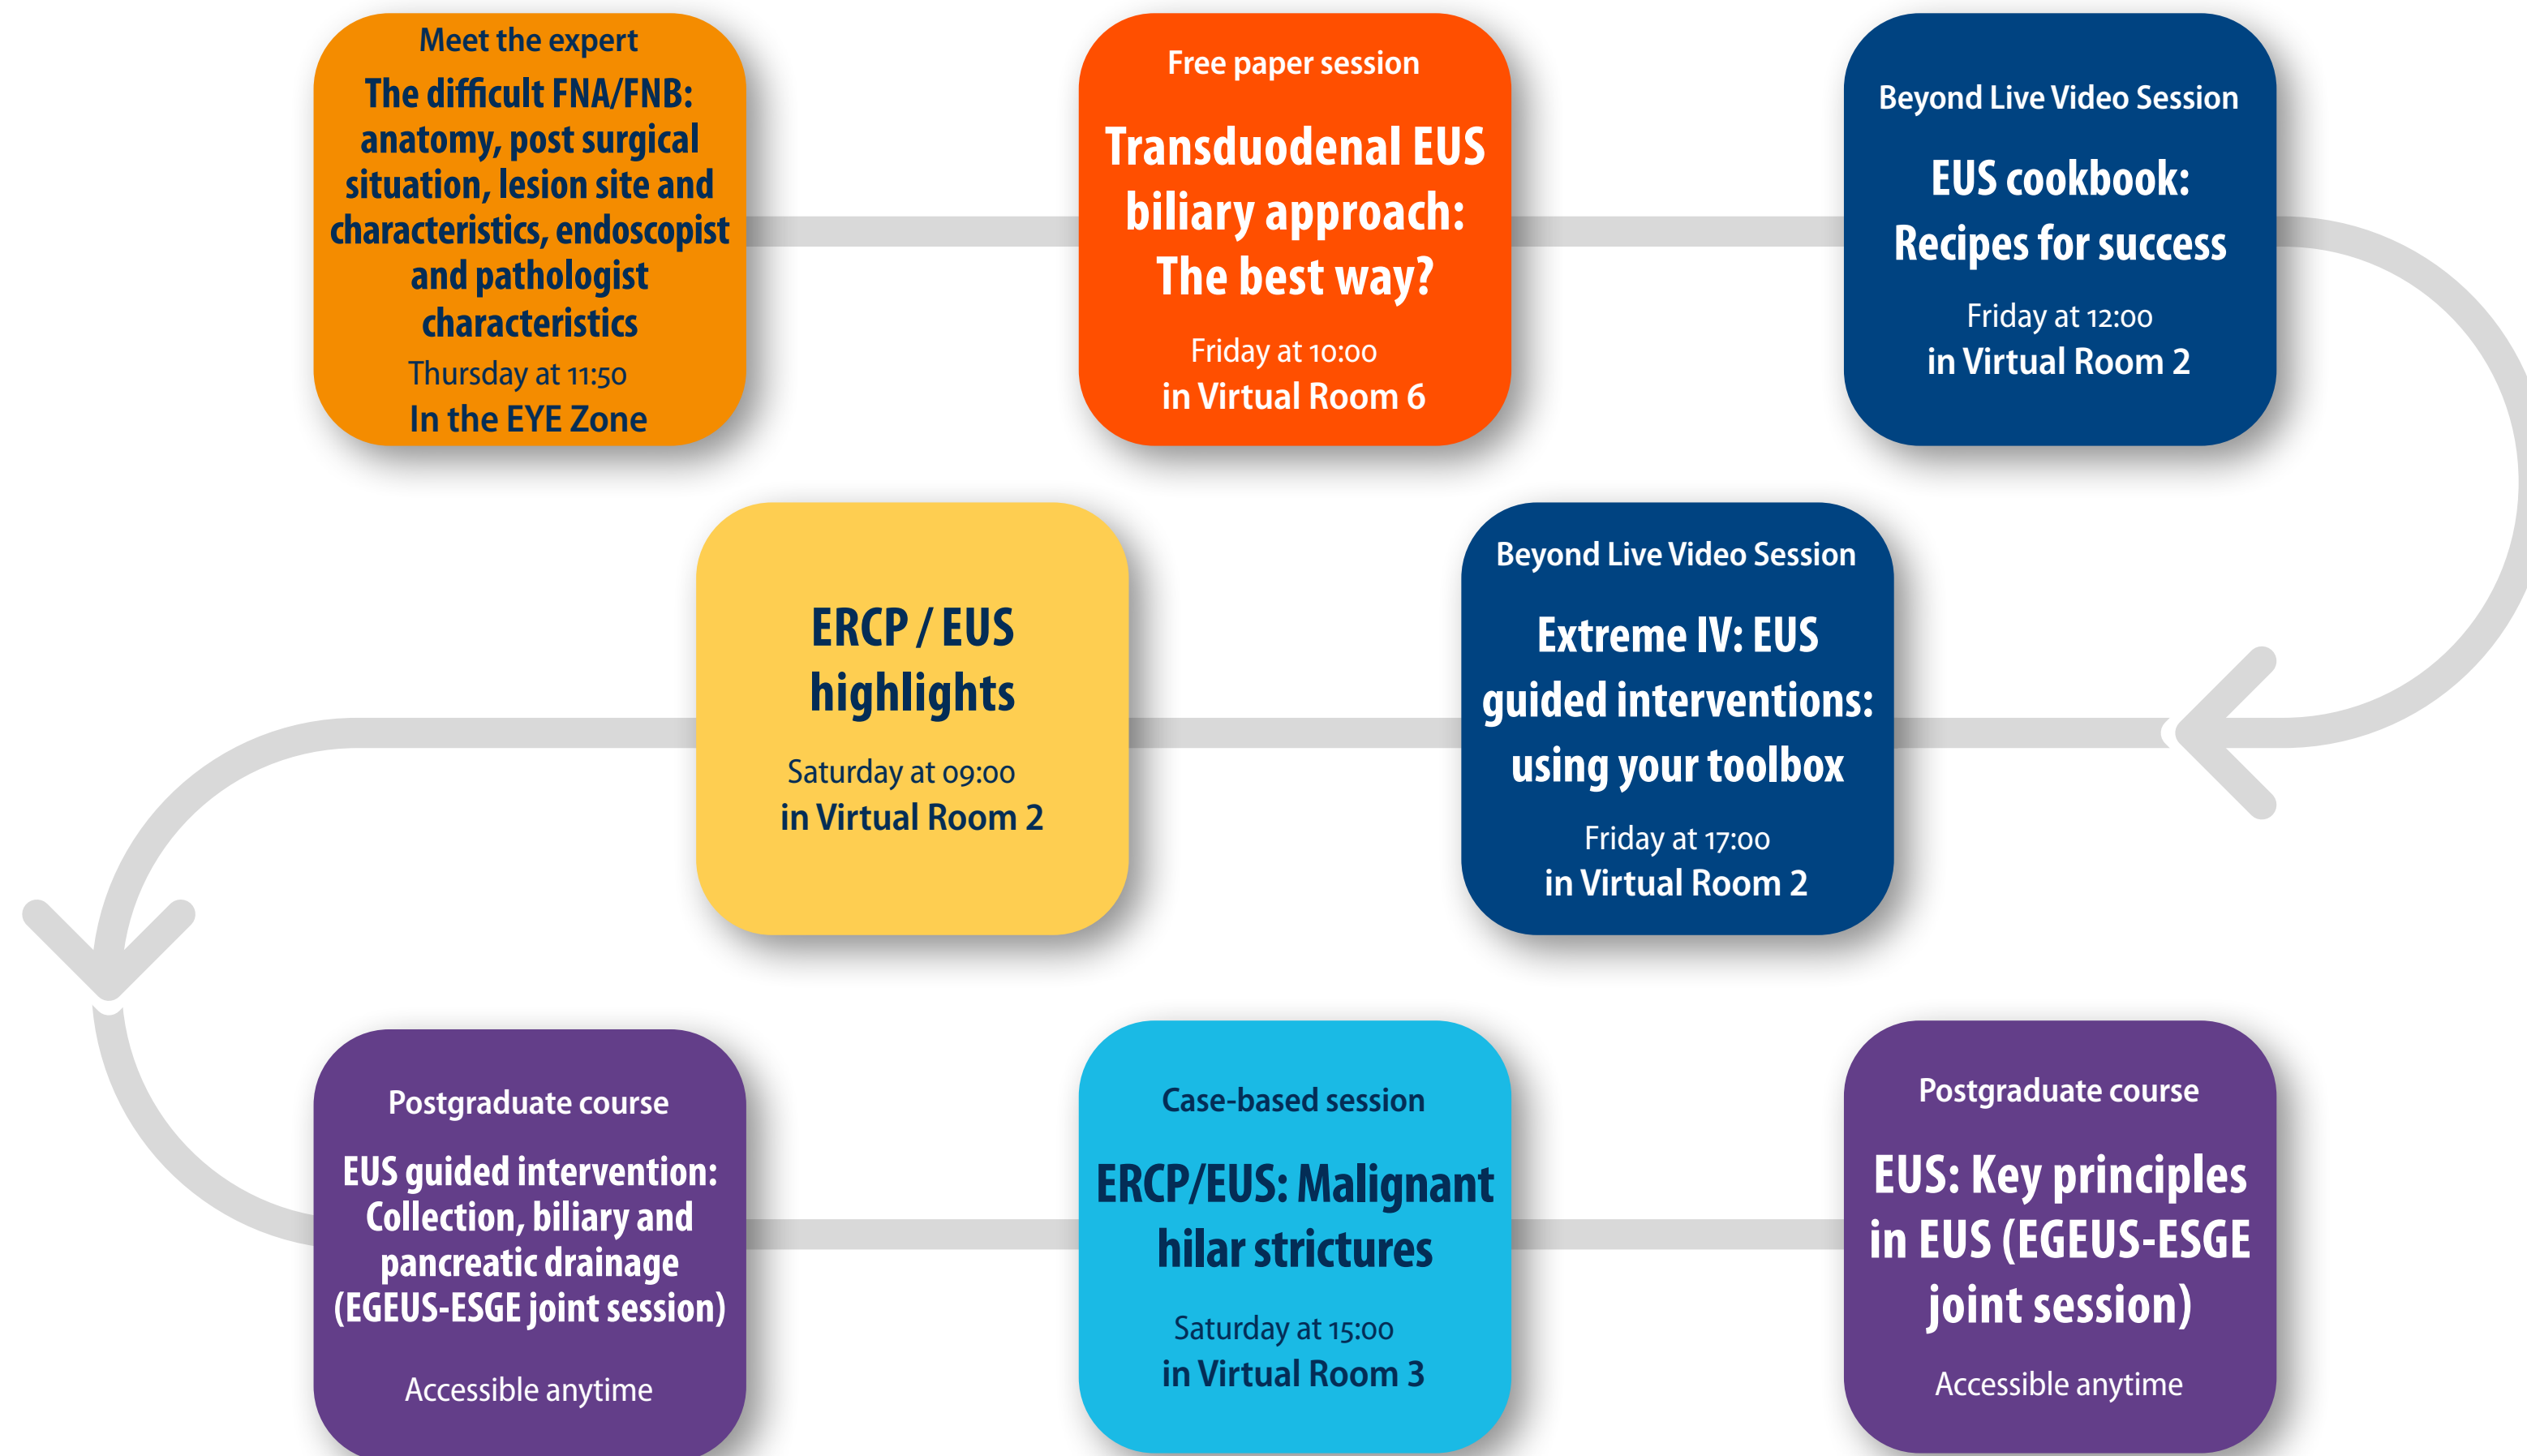 Meet the expert
The difficult FNA/FNB:
anatomy, post surgical
situation, lesion site and
characteristics, endoscopist
and pathologist
characteristics
Thursday at 11:50
In the EYE Zone
Free paper session
Transduodenal EUS
biliary approach:
The best way?
Friday at 10:00
in Virtual Room 6
Beyond Live Video Session
EUS cookbook:
Recipes for success
Friday at 12:00
in Virtual Room 2
Beyond Live Video Session
Extreme IV: EUS
guided interventions:
using your toolbox
Friday at 17:00
in Virtual Room 2
ERCP / EUS
highlights
Saturday at 09:00
in Virtual Room 2
Postgraduate course
EUS guided intervention:
Collection, biliary and
pancreatic drainage
(EGEUS-ESGE joint session)
Accessible anytime
Case-based session
ERCP/EUS: Malignant
hilar strictures
Saturday at 15:00
in Virtual Room 3
Postgraduate course
EUS: Key principles
in EUS (EGEUS-ESGE
joint session)
Accessible anytime